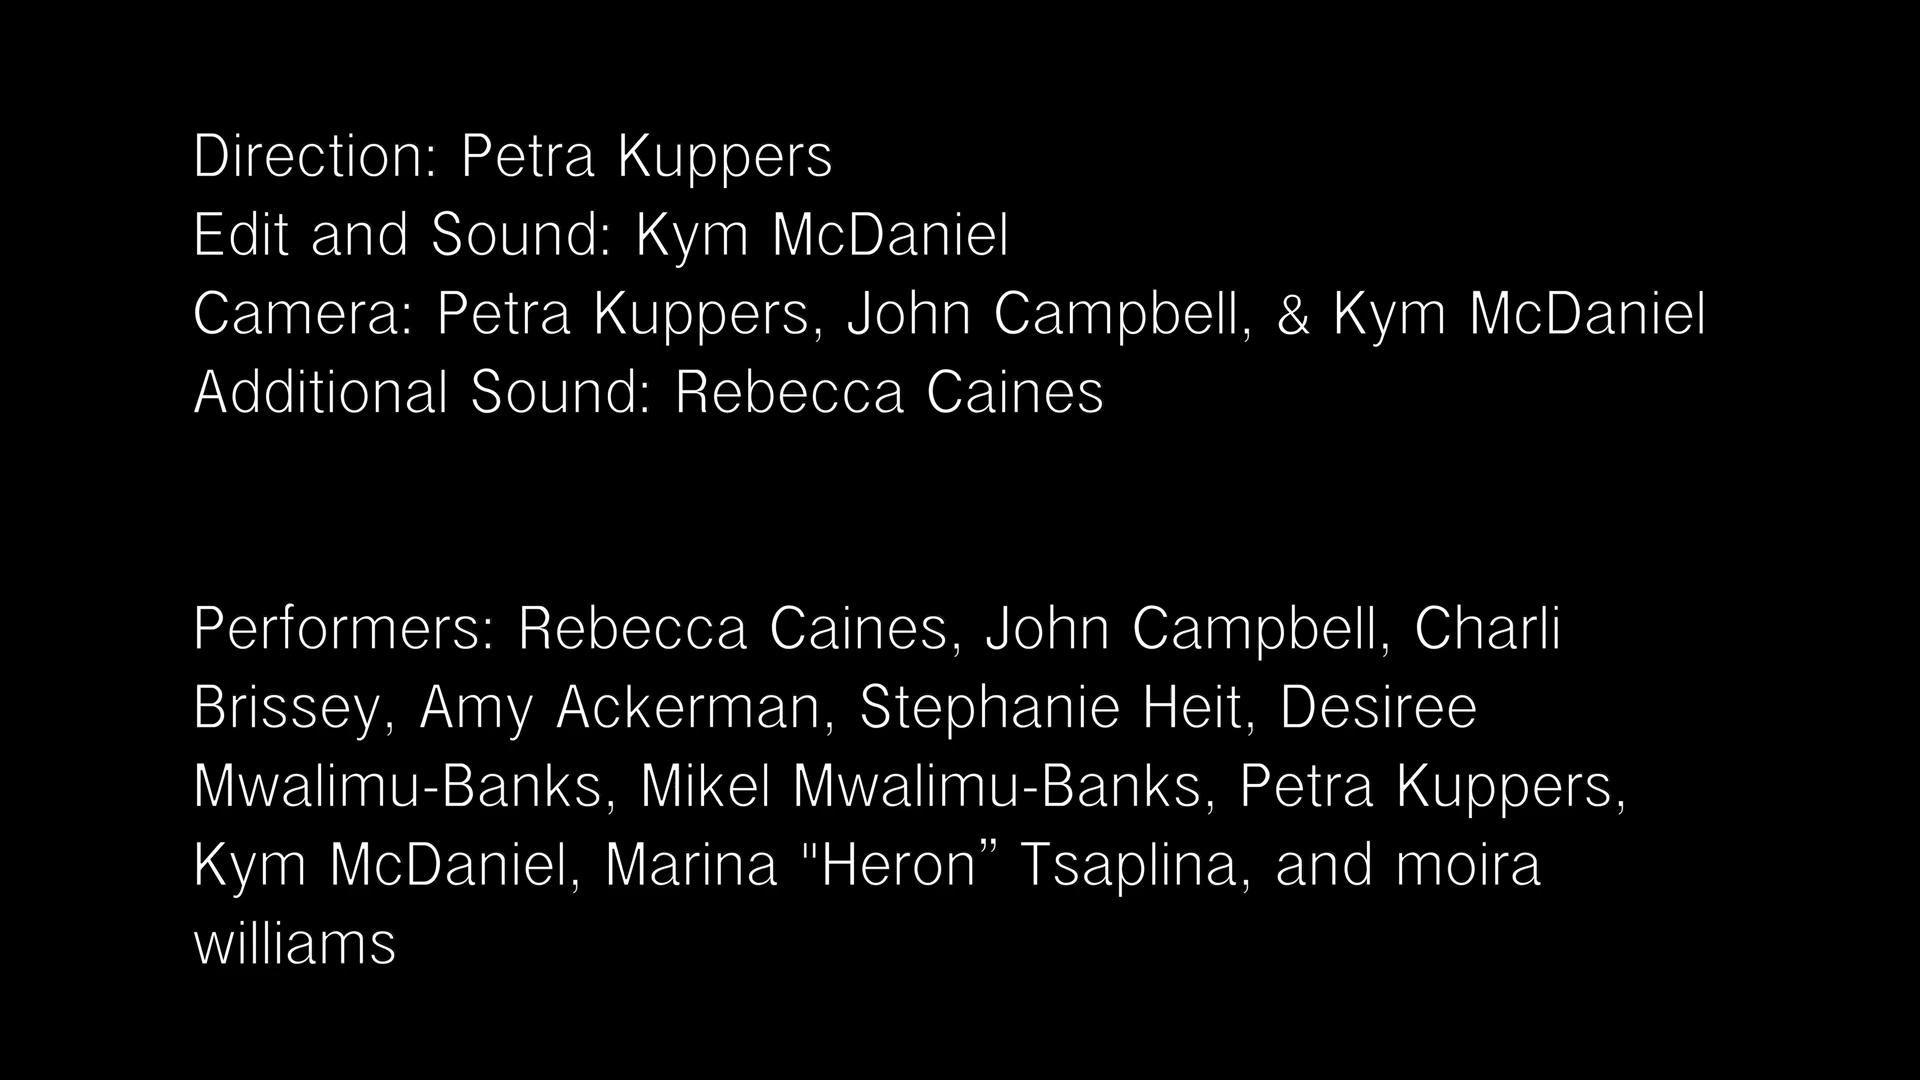 Direction: Petra Kuppers
Edit and Sound: Kym McDaniel
Camera: Petra Kuppers, John Campbell, & Kym McDaniel
Additional Sound: Rebecca Caines
Performers: Rebecca Caines, John Campbell, Charli
Brissey, Amy Ackerman, Stephanie Heit, Desiree
Mwalimu-Banks, Mikel Mwalimu-Banks, Petra Kuppers,
Kym McDaniel, Marina "Heron” Tsaplina, and moira
williams